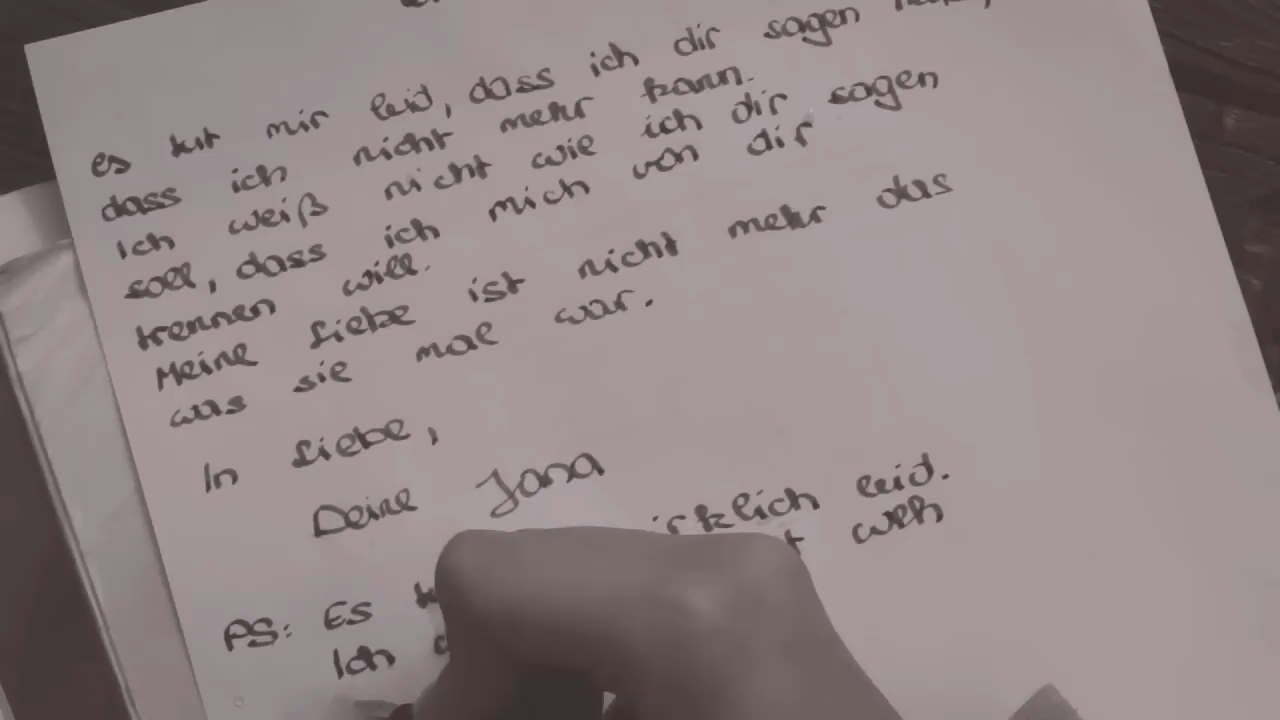 es tut mir leid, dass ich dir sagen
dass ich nicht mehr kann.
Ich weiß nicht wie ich dir sagen
soll, dass ich mich von dir
trennen will.
Meine Liebe ist nicht mehr das
was sie mal war.
In Liebe,
Deine Jana
PS: Es leid.
Ich weh